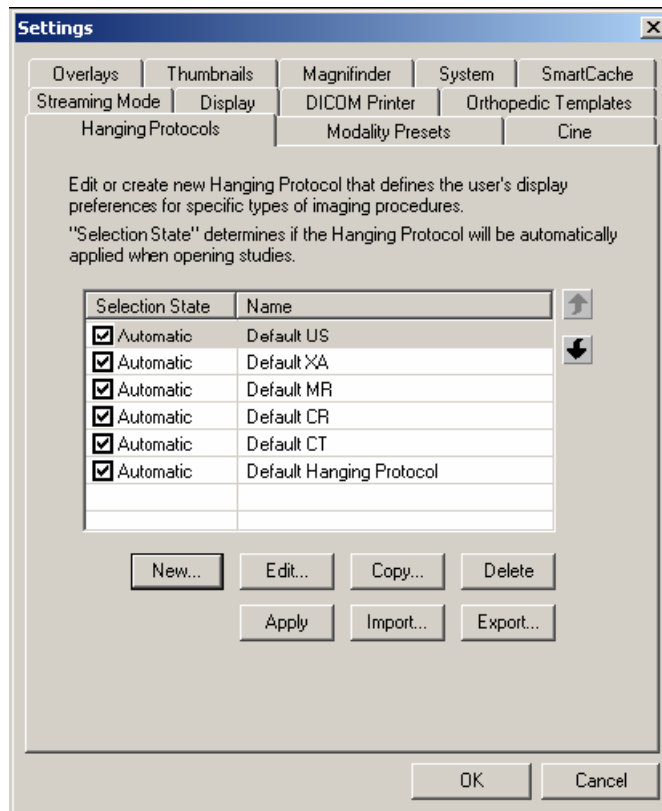 Settings
Overlays Thumbnails Magnifinder System SmartCache
Streaming Mode Display DICOM Printer Orthopedic Templates
Hanging Protocols Modality Presets Cine
Edit or create new Hanging Protocol that defines the user's display
preferences for specific types of imaging procedures.
"Selection State" determines if the Hanging Protocol will be automatically
applied when opening studies.
Selection State Name
Automatic Default US
Automatic Default XA
Automatic Default MR
Automatic Default CR
Automatic Default CT
Automatic Default Hanging Protocol
New... Edit... Copy... Delete
Apply Import... Export...
OK Cancel